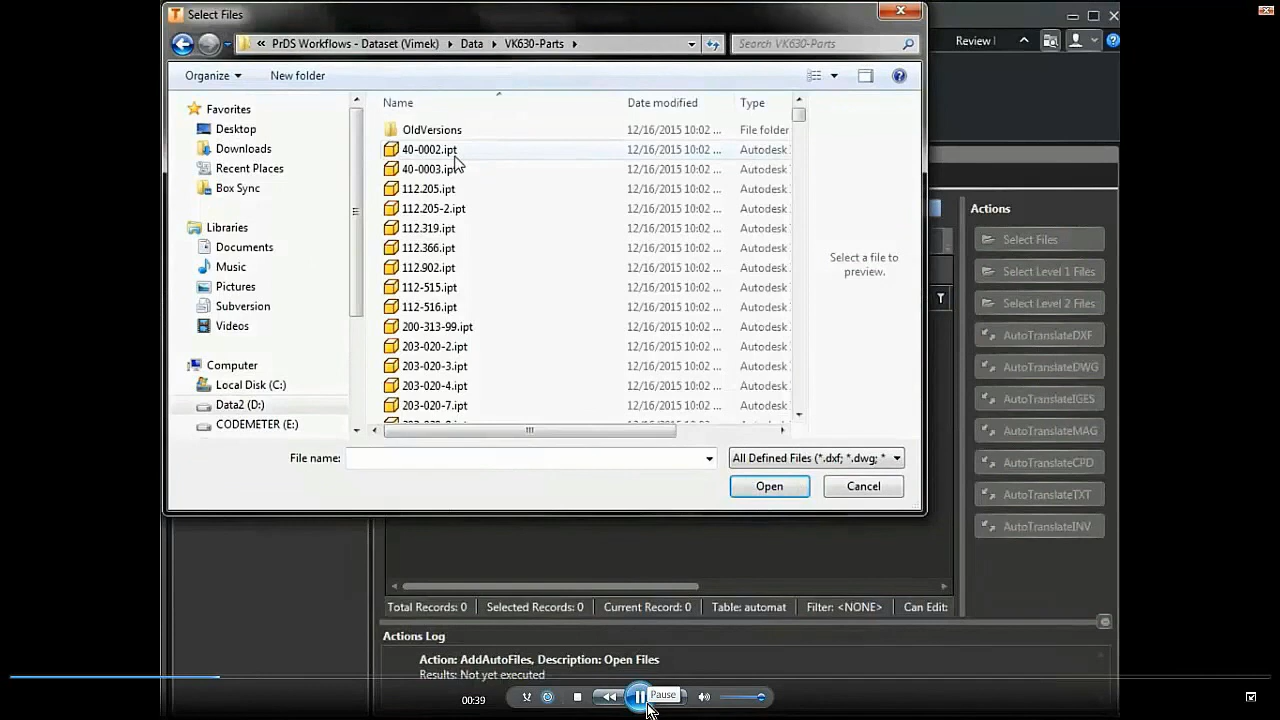 Select Files
« PrDS Workflows - Dataset (Vimek) Data VK630-Parts Search VK630-Parts
Review
Organize New folder
Favorites
Desktop
Downloads
Recent Places
Box Sync
Libraries
Documents
Music
Pictures
Subversion
Videos
Computer
Local Disk (C:)
Data2 (D:)
CODEMETER (E:)
Name Date modified Type
OldVersions 12/16/2015 10:02 ... File folder
40-0002.ipt 12/16/2015 10:02 ... Autodesk
40-0003.ipt 12/16/2015 10:02 ... Autodesk
112.205.ipt 12/16/2015 10:02 ... Autodesk
112.205-2.ipt 12/16/2015 10:02 ... Autodesk
112.319.ipt 12/16/2015 10:02 ... Autodesk
112.366.ipt 12/16/2015 10:02 ... Autodesk
112.902.ipt 12/16/2015 10:02 ... Autodesk
112-515.ipt 12/16/2015 10:02 ... Autodesk
112-516.ipt 12/16/2015 10:02 ... Autodesk
200-313-99.ipt 12/16/2015 10:02 ... Autodesk
203-020-2.ipt 12/16/2015 10:02 ... Autodesk
203-020-3.ipt 12/16/2015 10:02 ... Autodesk
203-020-4.ipt 12/16/2015 10:02 ... Autodesk
203-020-7.ipt 12/16/2015 10:02 ... Autodesk
Select a file to
preview.
File name: All Defined Files (*.dxf; *.dwg; *
Open Cancel
Actions
Select Files
Select Level 1 Files
Select Level 2 Files
AutoTranslateDXF
AutoTranslateDWG
AutoTranslateIGES
AutoTranslateMAG
AutoTranslateCPD
AutoTranslateTXT
AutoTranslateINV
Total Records: 0 Selected Records: 0 Current Record: 0 Table: automat Filter: <NONE> Can Edit:
Actions Log
Action: AddAutoFiles, Description: Open Files
Results: Not yet executed
00:39 Pause